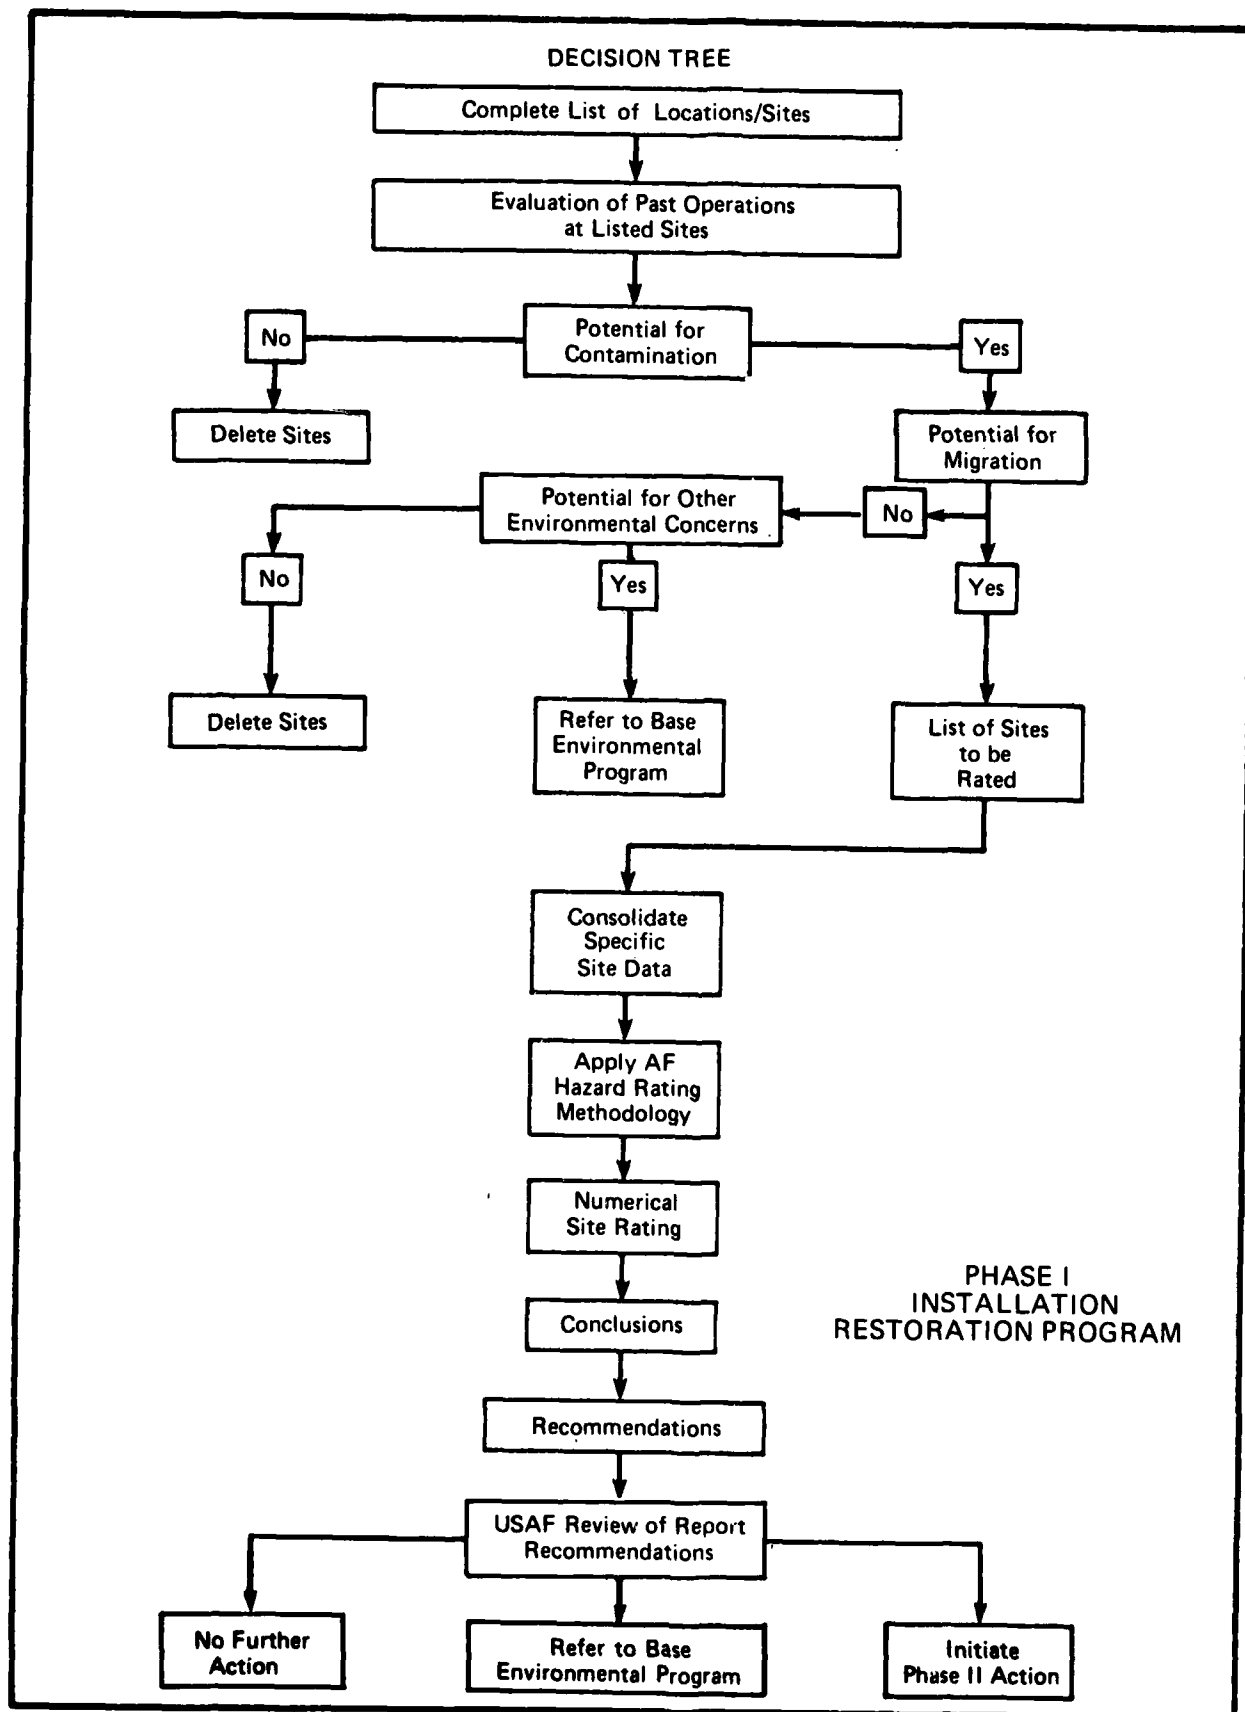 DECISION TREE
Complete List of Locations/Sites
Evaluation of Past Operations
at Listed Sites
No
Potential for
Contamination
Yes
Delete Sites
Potential for
Migration
Potential for Other
Environmental Concerns
No
No
Yes
Yes
Delete Sites
Refer to Base
Environmental
Program
List of Sites
to be
Rated
Consolidate
Specific
Site Data
Apply AF
Hazard Rating
Methodology
Numerical
Site Rating
PHASE I
INSTALLATION
RESTORATION PROGRAM
Conclusions
Recommendations
USAF Review of Report
Recommendations
No Further
Action
Refer to Base
Environmental Program
Initiate
Phase II Action